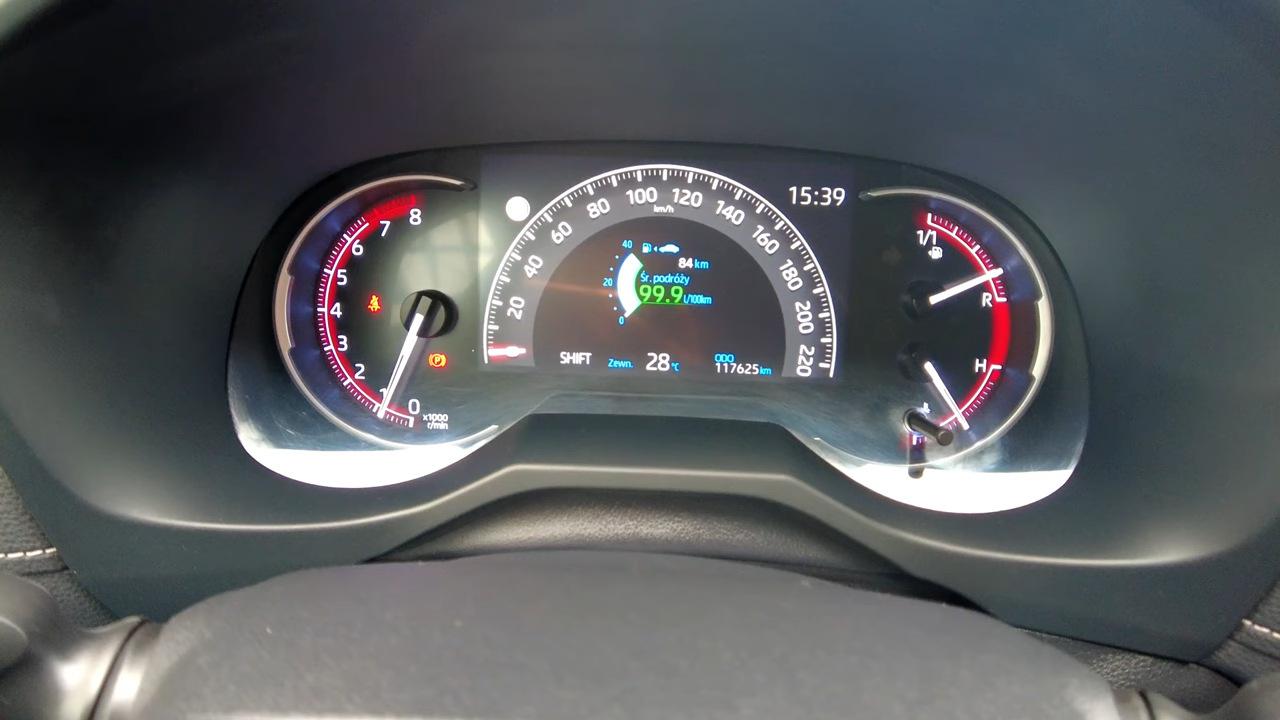 8
7
6
5
4
3
2
1
0
x1000
r/min
20
40
60
80
100
120
140
160
180
200
220
km/h
15:39
40
20
0
84 km
Śr. podróży
99.9 l/100km
SHIFT
Zewn. 28 °C
ODO
117625 km
1/1
R
H